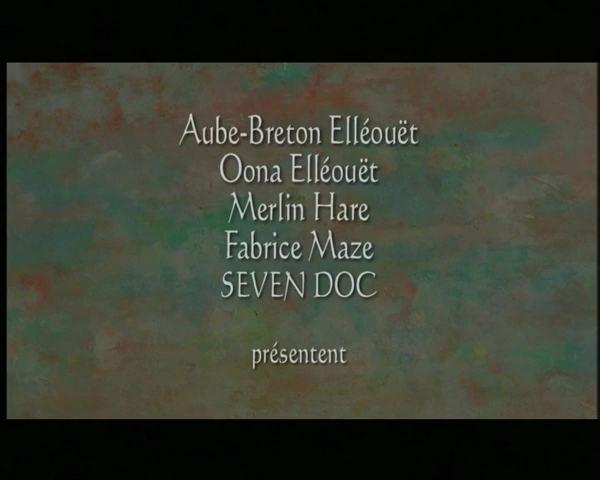 Aube-Breton Elléouët
Oona Elléouët
Merlin Hare
Fabrice Maze
SEVEN DOC
présentent